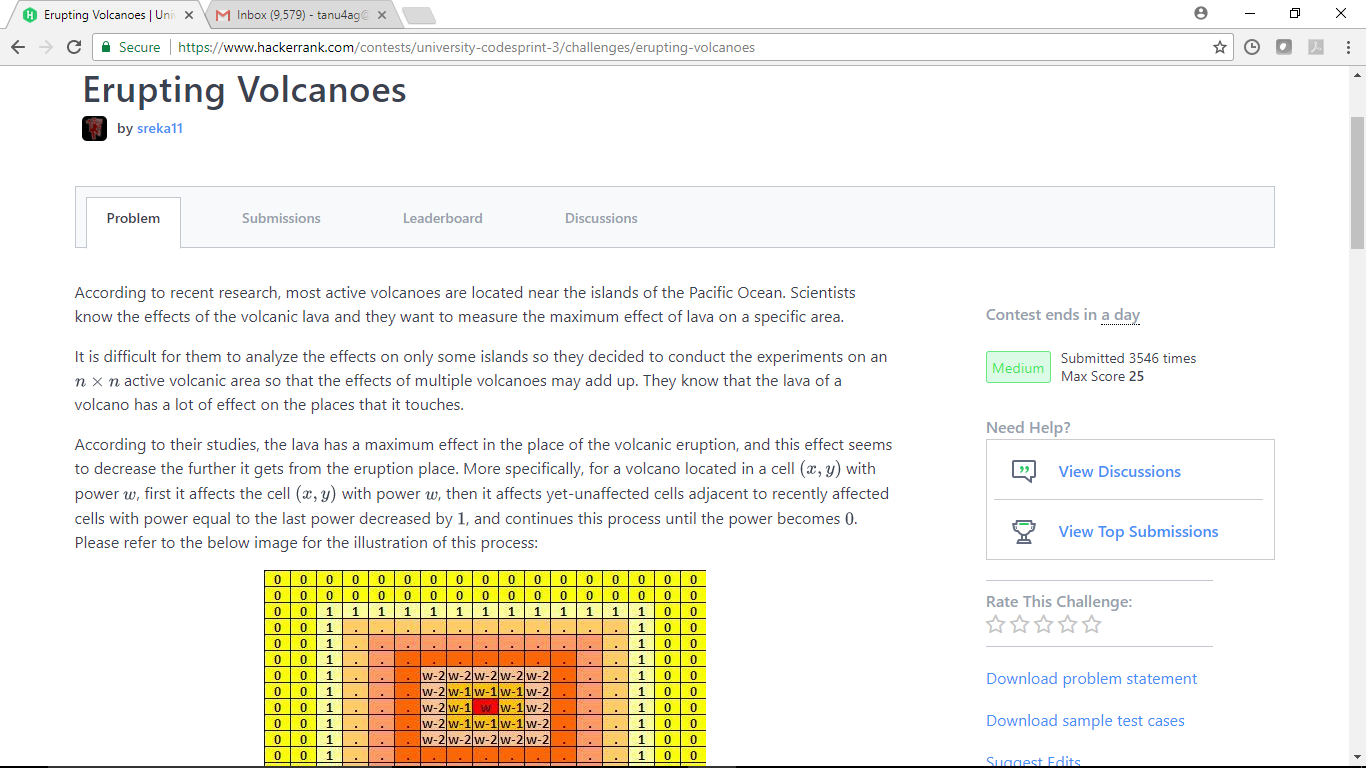 Erupting Volcanoes | Uni
Inbox (9,579) - tanu4ag@
Secure
https://www.hackerrank.com/contests/university-codesprint-3/challenges/erupting-volcanoes
Erupting Volcanoes
by sreka11
Problem
Submissions
Leaderboard
Discussions
According to recent research, most active volcanoes are located near the islands of the Pacific Ocean. Scientists
know the effects of the volcanic lava and they want to measure the maximum effect of lava on a specific area.
It is difficult for them to analyze the effects on only some islands so they decided to conduct the experiments on an
n × n active volcanic area so that the effects of multiple volcanoes may add up. They know that the lava of a
volcano has a lot of effect on the places that it touches.
According to their studies, the lava has a maximum effect in the place of the volcanic eruption, and this effect seems
to decrease the further it gets from the eruption place. More specifically, for a volcano located in a cell (x, y) with
power w, first it affects the cell (x, y) with power w, then it affects yet-unaffected cells adjacent to recently affected
cells with power equal to the last power decreased by 1, and continues this process until the power becomes 0.
Please refer to the below image for the illustration of this process:
0 0 0 0 0 0 0 0 0 0 0 0 0 0 0 0 0
0 0 0 0 0 0 0 0 0 0 0 0 0 0 0 0 0
0 0 1 1 1 1 1 1 1 1 1 1 1 1 1 0 0
0 0 1 . . . . . . . . . . . 1 0 0
0 0 1 . . . . . . . . . . . 1 0 0
0 0 1 . . . . . . . . . . . 1 0 0
0 0 1 . . . w-2 w-2 w-2 w-2 w-2 . . . 1 0 0
0 0 1 . . . w-2 w-1 w-1 w-1 w-2 . . . 1 0 0
0 0 1 . . . w-2 w-1 w w-1 w-2 . . . 1 0 0
0 0 1 . . . w-2 w-1 w-1 w-1 w-2 . . . 1 0 0
0 0 1 . . . w-2 w-2 w-2 w-2 w-2 . . . 1 0 0
0 0 1 . . . . . . . . . . . 1 0 0
Contest ends in a day
Medium
Submitted 3546 times
Max Score 25
Need Help?
View Discussions
View Top Submissions
Rate This Challenge:
Download problem statement
Download sample test cases
Suggest Edits